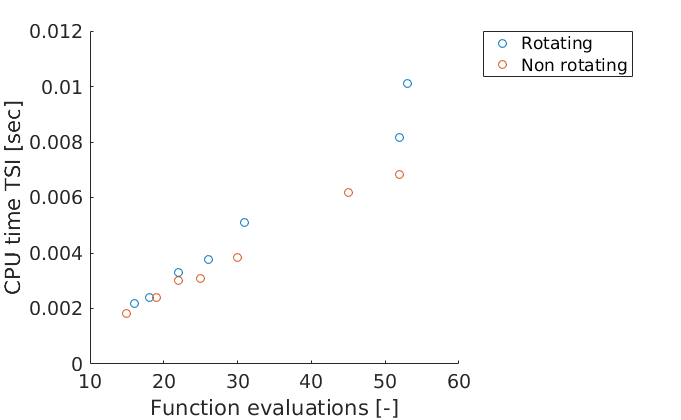 0.012
0.01
0.008
0.006
0.004
0.002
0
CPU time TSI [sec]
10 20 30 40 50 60
Function evaluations [-]
Rotating
Non rotating